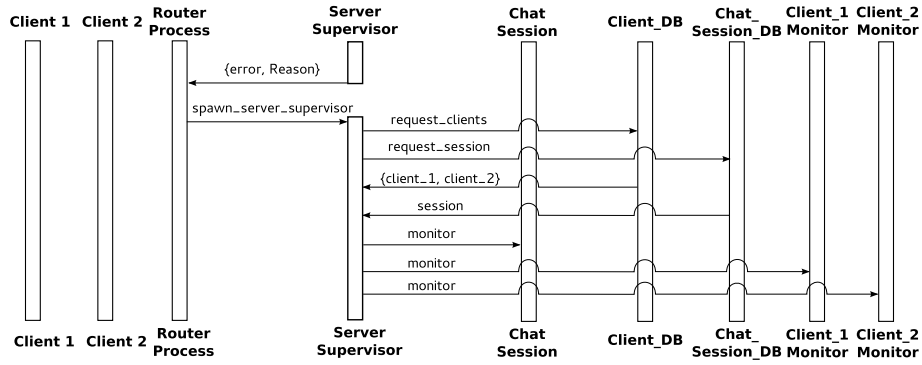 Client 1
Client 2
Router
Process
Server
Supervisor
Chat
Session
Client_DB
Chat_
Session_DB
Client_1
Monitor
Client_2
Monitor
{error, Reason}
spawn_server_supervisor
request_clients
request_session
{client_1, client_2}
session
monitor
monitor
monitor
Client 1
Client 2
Router
Process
Server
Supervisor
Chat
Session
Client_DB
Chat_
Session_DB
Client_1
Monitor
Client_2
Monitor